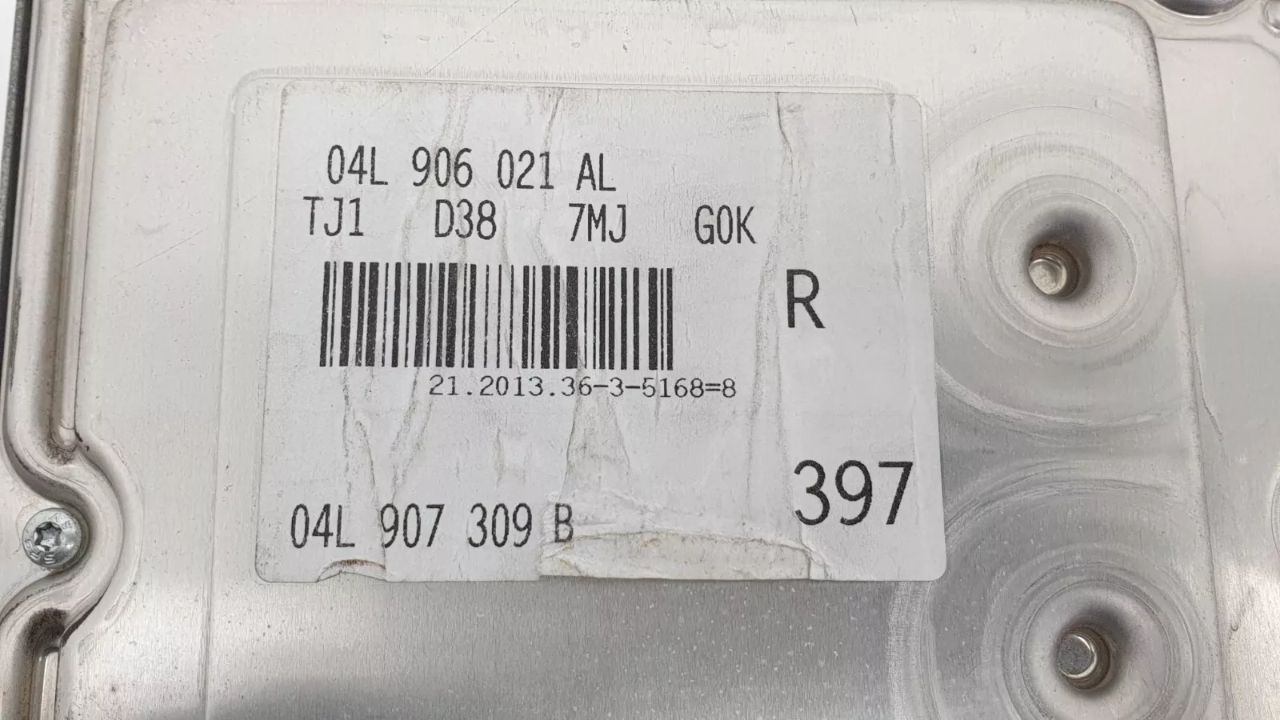 04L 906 021 AL
TJ1 D38 7MJ G0K
R
21.2013.36-3-5168=8
397
04L 907 309 B